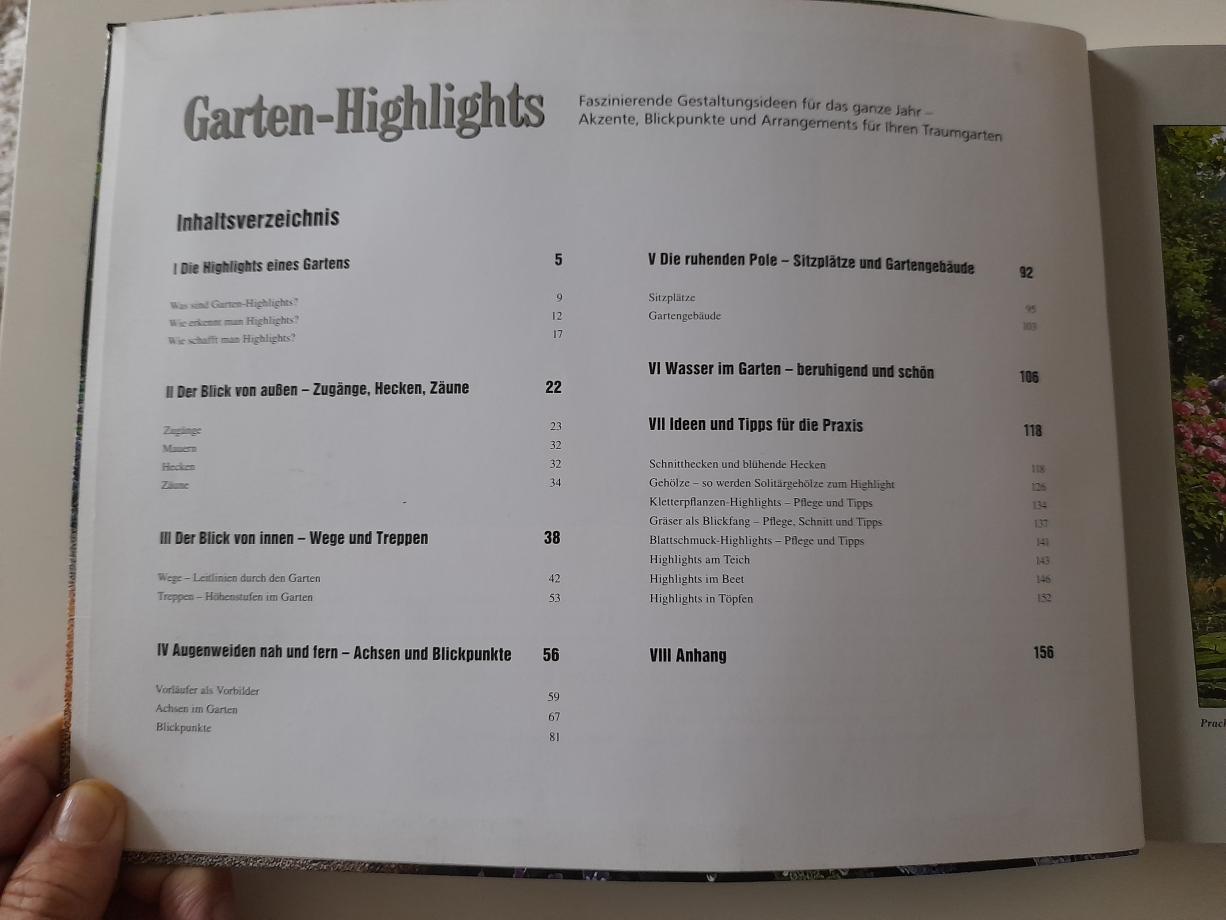 Garten-Highlights
Faszinierende Gestaltungsideen für das ganze Jahr –
Akzente, Blickpunkte und Arrangements für Ihren Traumgarten
Inhaltsverzeichnis
I Die Highlights eines Gartens 5
Was sind Garten-Highlights? 9
Wie erkennt man Highlights? 12
Wie schafft man Highlights? 17
II Der Blick von außen – Zugänge, Hecken, Zäune 22
Zugänge 23
Mauern 32
Hecken 32
Zäune 34
III Der Blick von innen – Wege und Treppen 38
Wege – Leitlinien durch den Garten 42
Treppen – Höhenstufen im Garten 53
IV Augenweiden nah und fern – Achsen und Blickpunkte 56
Vorläufer als Vorbilder 59
Achsen im Garten 67
Blickpunkte 81
V Die ruhenden Pole – Sitzplätze und Gartengebäude 92
Sitzplätze 95
Gartengebäude 103
VI Wasser im Garten – beruhigend und schön 106
VII Ideen und Tipps für die Praxis 118
Schnitthecken und blühende Hecken 118
Gehölze – so werden Solitärgehölze zum Highlight 126
Kletterpflanzen-Highlights – Pflege und Tipps 134
Gräser als Blickfang – Pflege, Schnitt und Tipps 137
Blattschmuck-Highlights – Pflege und Tipps 141
Highlights am Teich 143
Highlights im Beet 146
Highlights in Töpfen 152
VIII Anhang 156